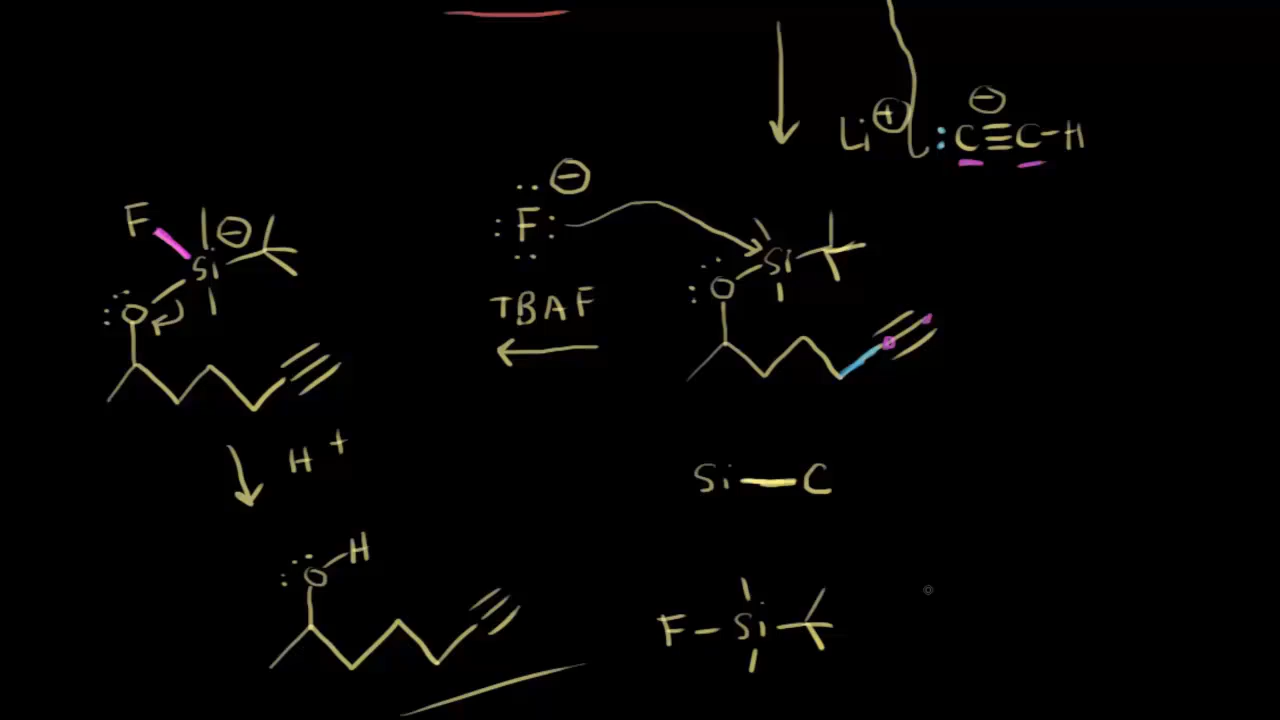 Li + :C≡C-H
F
:F:
Si
Si
:O
TBAF
:O
H+
Si — C
:O-H
F - Si